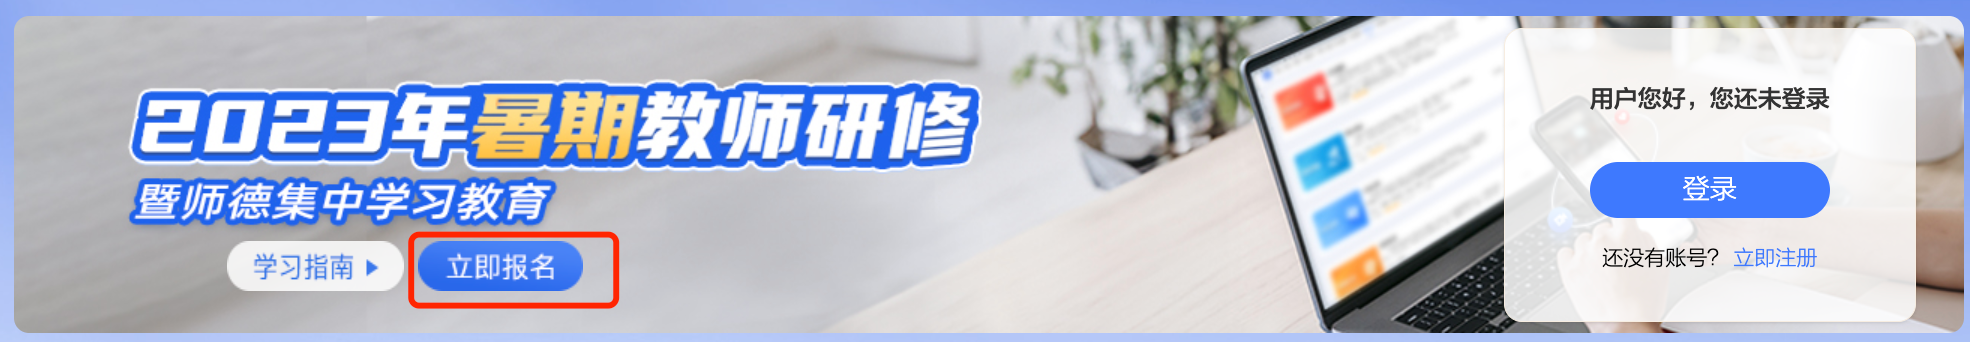 2023年暑期教师研修
暨师德集中学习教育
学习指南
立即报名
用户您好，您还未登录
登录
还没有账号？ 立即注册